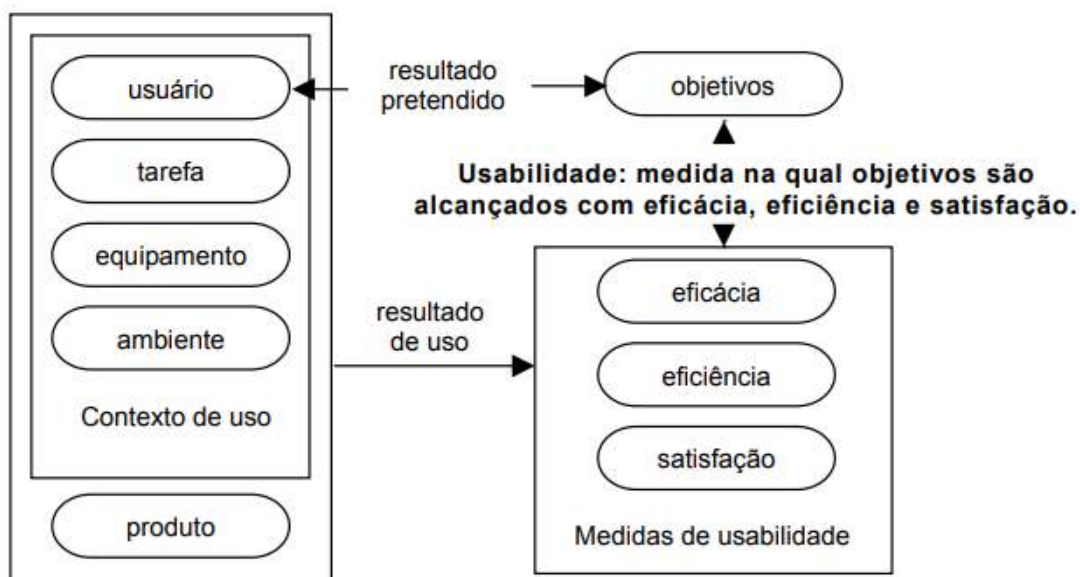 usuário
tarefa
equipamento
ambiente
Contexto de uso
produto
resultado
pretendido
objetivos
Usabilidade: medida na qual objetivos são
alcançados com eficácia, eficiência e satisfação.
resultado
de uso
eficácia
eficiência
satisfação
Medidas de usabilidade